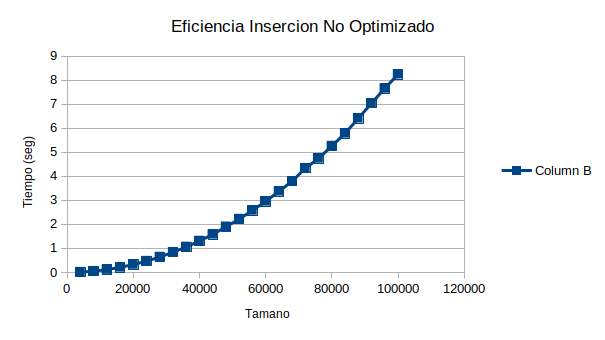 Eficiencia Insercion No Optimizado
9
8
7
6
5
4
3
2
1
0
Tiempo (seg)
Column B
0 20000 40000 60000 80000 100000 120000
Tamano